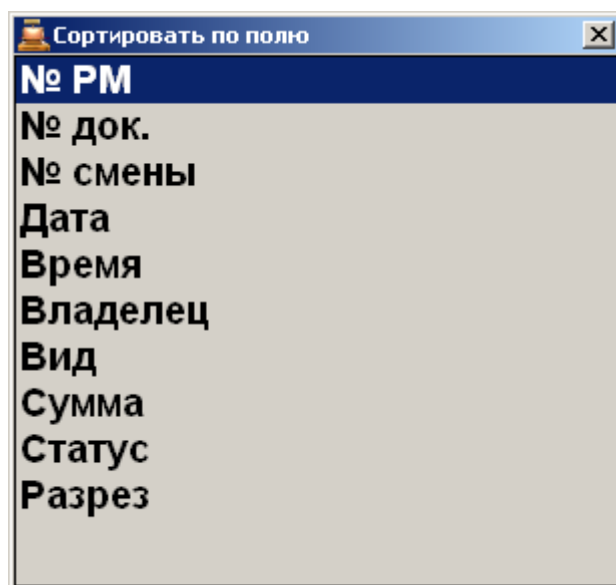 Сортировать по полю
№ РМ
№ док.
№ смены
Дата
Время
Владелец
Вид
Сумма
Статус
Разрез